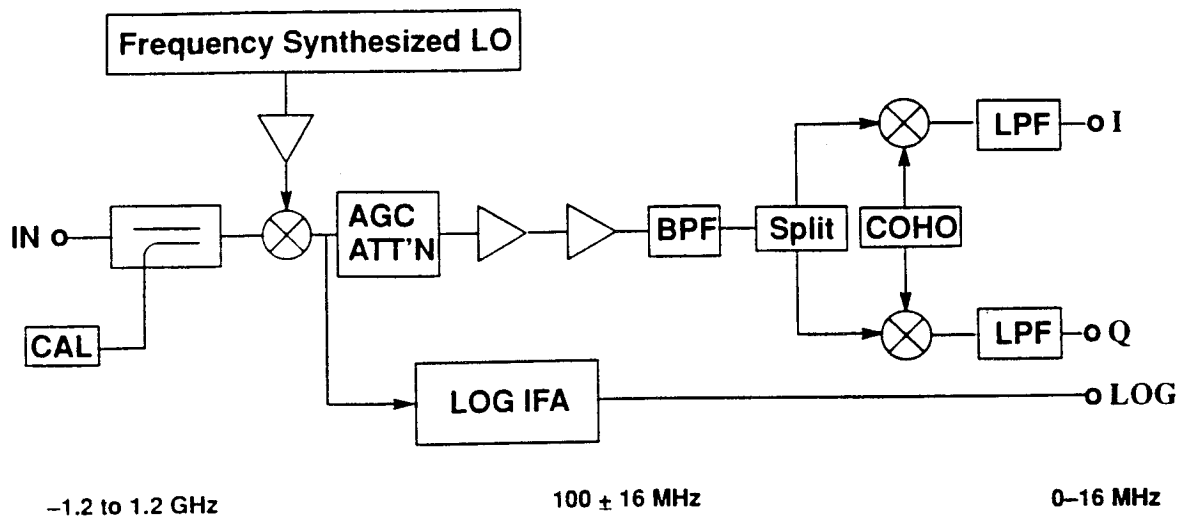 Frequency Synthesized LO
IN
AGC
ATT'N
BPF
Split
COHO
LPF
I
LPF
Q
CAL
LOG IFA
LOG
–1.2 to 1.2 GHz
100 ± 16 MHz
0–16 MHz